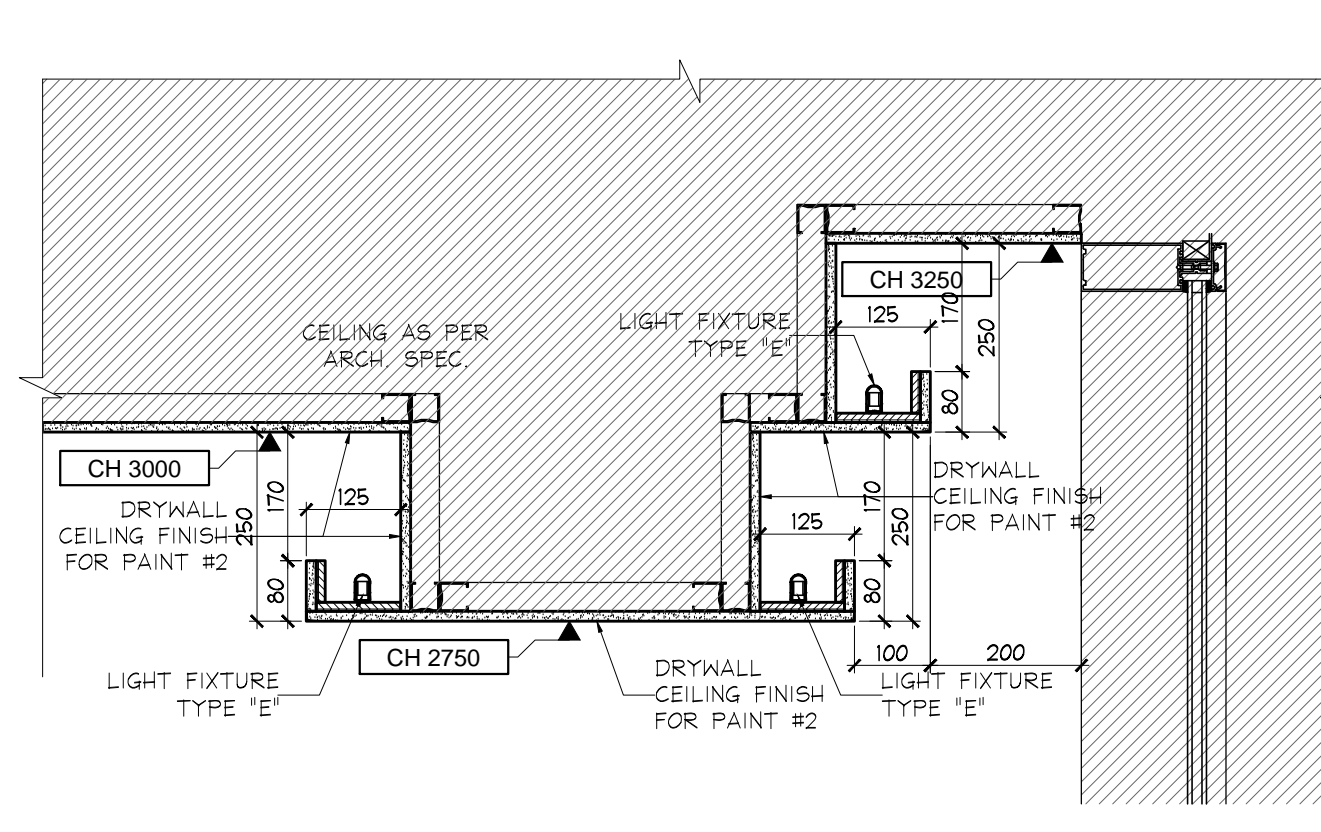 CH 3250
170
125
250
80
LIGHT FIXTURE
TYPE "E"
CEILING AS PER
ARCH. SPEC.
CH 3000
DRYWALL
CEILING FINISH
FOR PAINT #2
250
170
80
125
125
170
250
80
DRYWALL
CEILING FINISH
FOR PAINT #2
100
200
CH 2750
LIGHT FIXTURE
TYPE "E"
DRYWALL
CEILING FINISH
FOR PAINT #2
LIGHT FIXTURE
TYPE "E"